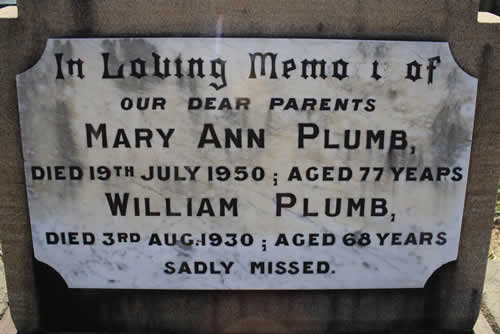 In Loving Memo i of
OUR DEAR PARENTS
MARY ANN PLUMB,
DIED 19TH JULY 1950; AGED 77 YEARS
WILLIAM PLUMB,
DIED 3RD AUG. 1930; AGED 68 YEARS
SADLY MISSED.